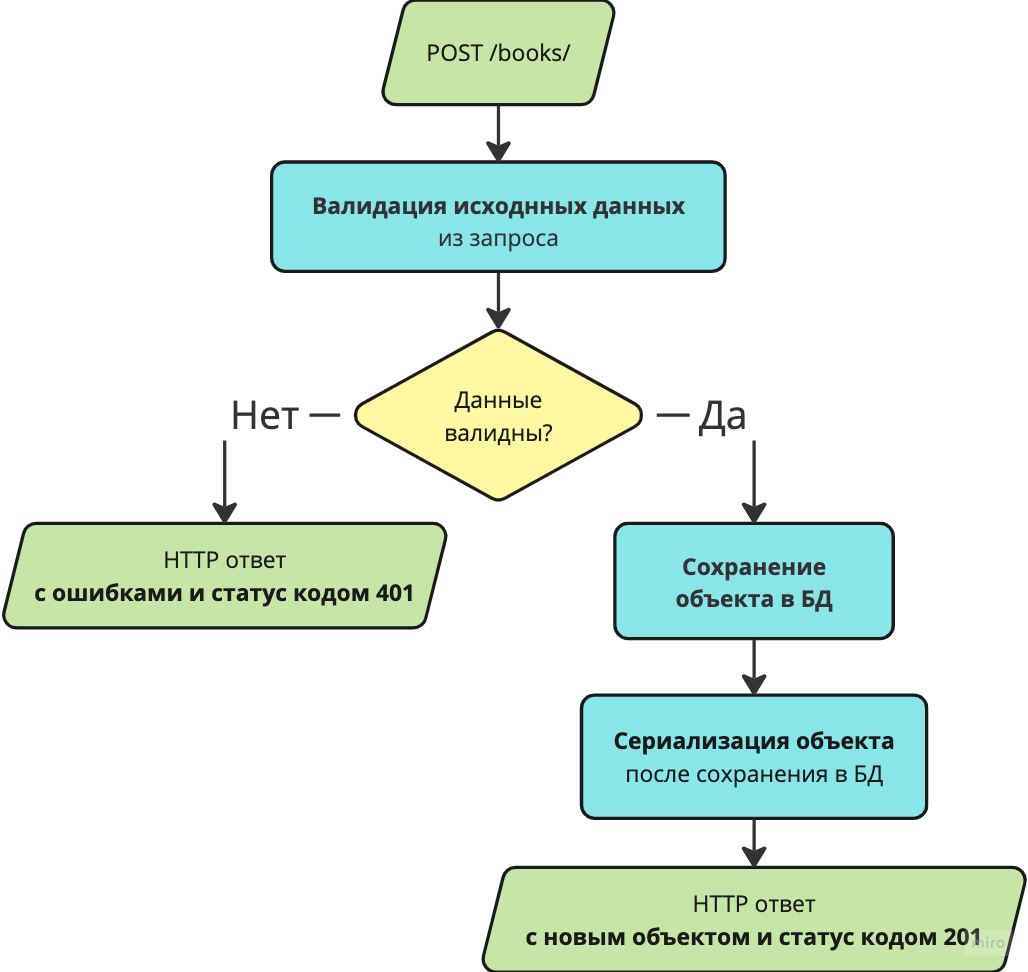 POST /books/
Валидация исходнных данных
из запроса
Данные
валидны?
Нет
Да
HTTP ответ
с ошибками и статус кодом 401
Сохранение
объекта в БД
Сериализация объекта
после сохранения в БД
HTTP ответ
с новым объектом и статус кодом 201
miro